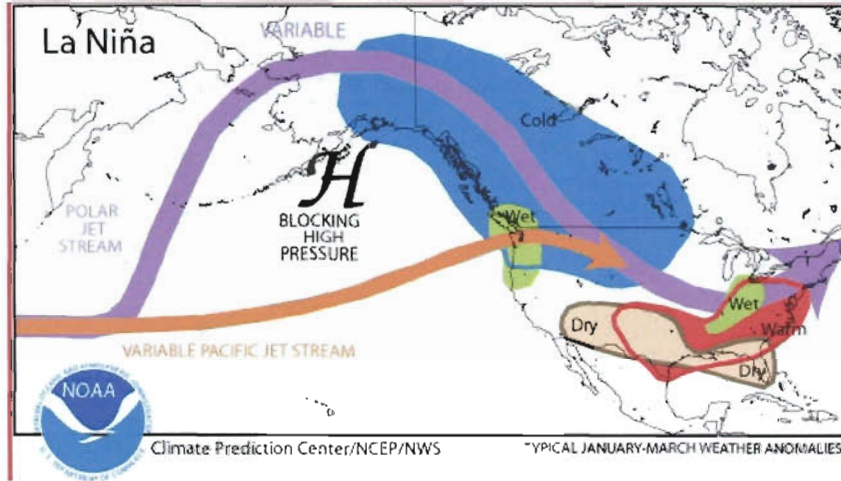 La Niña
VARIABLE
Cold
H
BLOCKING
HIGH
PRESSURE
POLAR
JET
STREAM
Wet
Wet
Dry
Warm
Dry
VARIABLE PACIFIC JET STREAM
NOAA
Climate Prediction Center/NCEP/NWS
YPICAL JANUARY-MARCH WEATHER ANOMALIES